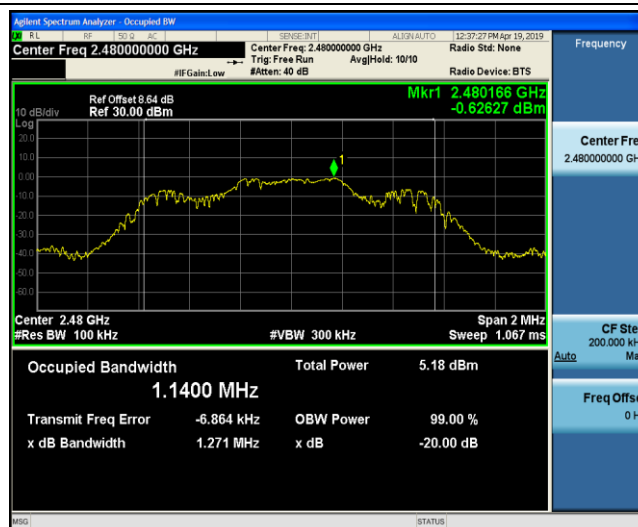 Agilent Spectrum Analyzer - Occupied BW
RL RF 50 Ω AC SENSE:INT ALIGN AUTO 12:37:27 PM Apr 19, 2019
Center Freq 2.480000000 GHz Center Freq: 2.480000000 GHz Radio Std: None Frequency
Trig: Free Run Avg|Hold: 10/10
#IFGain:Low #Atten: 40 dB Radio Device: BTS
Mkr1 2.480166 GHz
Ref Offset 8.64 dB
10 dB/div Ref 30.00 dBm -0.62627 dBm
Log
20.0
10.0
0.00
-10.0
-20.0
-30.0
-40.0
-50.0
-60.0
1
Center Fre
2.480000000 GH
Center 2.48 GHz Span 2 MHz
#Res BW 100 kHz #VBW 300 kHz Sweep 1.067 ms
CF Ste
200.000 kH
Auto Ma
Occupied Bandwidth Total Power 5.18 dBm
1.1400 MHz
Freq Offse
0 H
Transmit Freq Error -6.864 kHz OBW Power 99.00 %
x dB Bandwidth 1.271 MHz x dB -20.00 dB
MSG STATUS